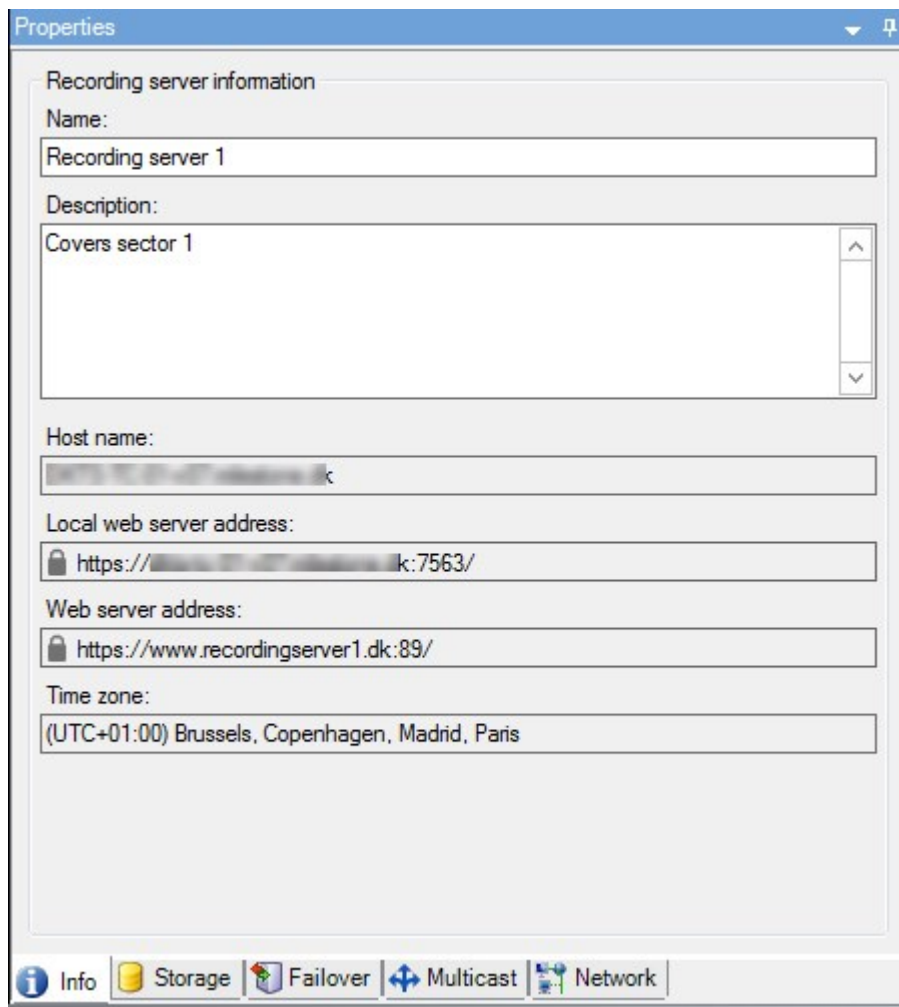 Properties
Recording server information
Name:
Recording server 1
Description:
Covers sector 1
Host name:
Local web server address:
https:// k:7563/
Web server address:
https://www.recordingserver1.dk:89/
Time zone:
(UTC+01:00) Brussels, Copenhagen, Madrid, Paris
Info Storage Failover Multicast Network